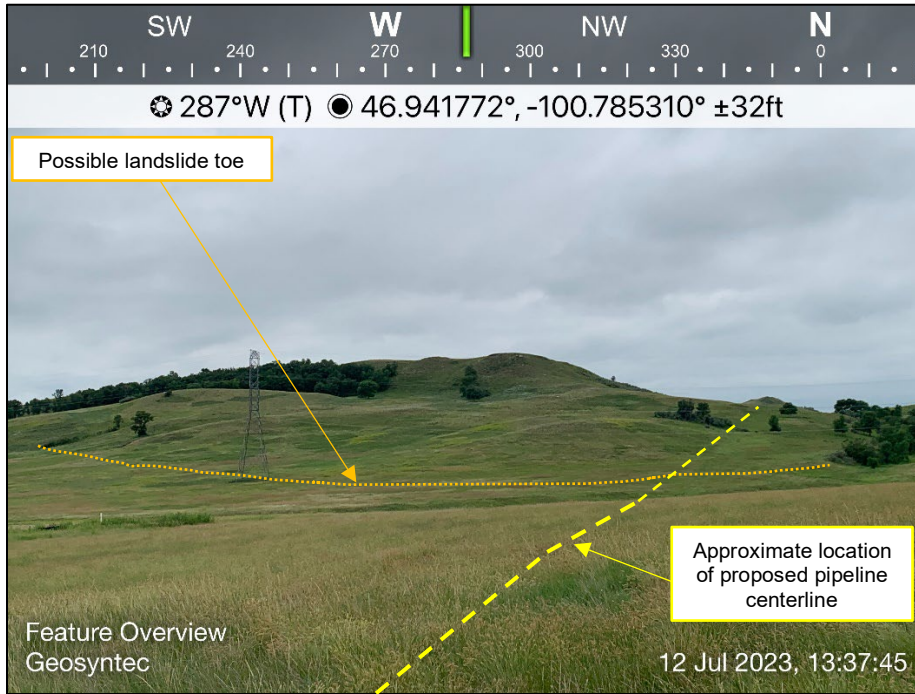 SW W NW N
210 240 270 300 330 0
287°W (T) 46.941772°, -100.785310° ±32ft
Possible landslide toe
Approximate location
of proposed pipeline
centerline
Feature Overview
Geosyntec
12 Jul 2023, 13:37:45